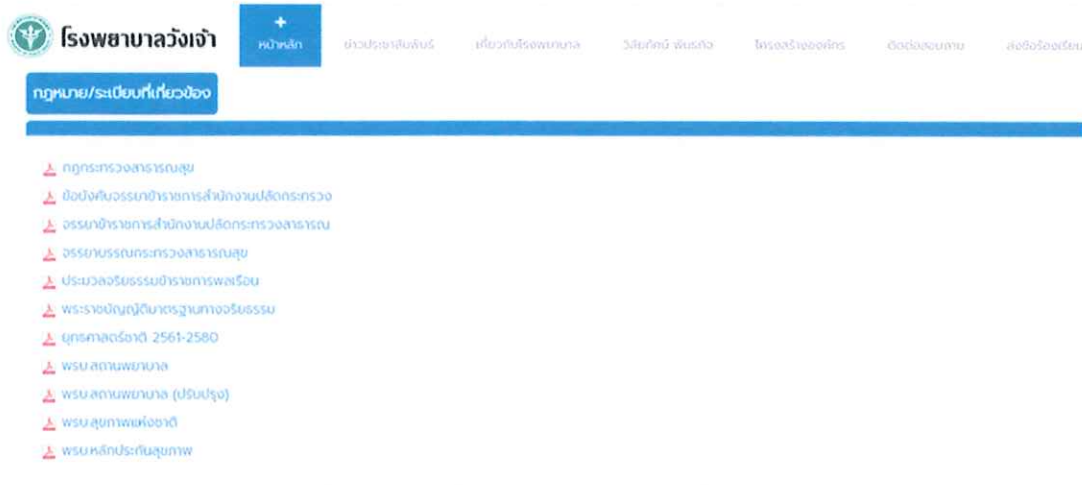 โรงพยาบาลวังเจ้า
+
หน้าหลัก ข่าวประชาสัมพันธ์ เกี่ยวกับโรงพยาบาล วิสัยทัศน์ พันธกิจ โครงสร้างองค์กร ติดต่อสอบถาม ส่งข้อร้องเรียน
กฎหมาย/ระเบียบที่เกี่ยวข้อง
กฎกระทรวงสาธารณสุข
ข้อบังคับจรรยาข้าราชการสำนักงานปลัดกระทรวง
จรรยาข้าราชการสำนักงานปลัดกระทรวงสาธารณ
จรรยาบรรณกระทรวงสาธารณสุข
ประมวลจริยธรรมข้าราชการพลเรือน
พระราชบัญญัติมาตรฐานทางจริยธรรม
ยุทธศาสตร์ชาติ 2561-2580
พรบ.สถานพยาบาล
พรบ.สถานพยาบาล (ปรับปรุง)
พรบ.สุขภาพแห่งชาติ
พรบ.หลักประกันสุขภาพ